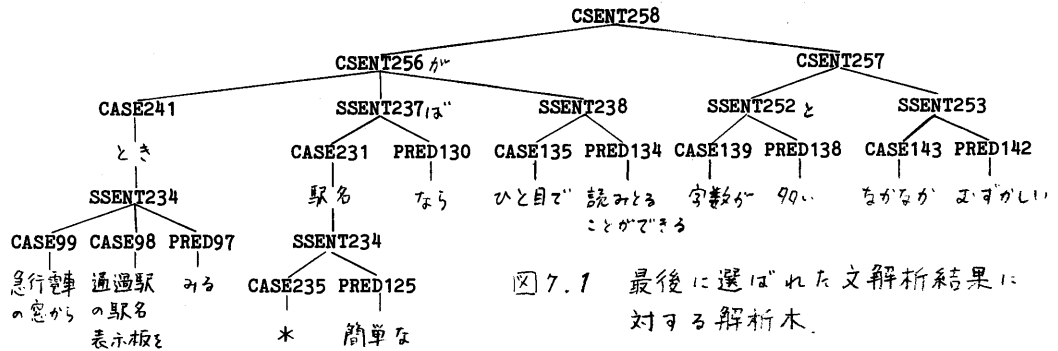 CSENT258
CSENT256が CSENT257
CASE241 SSENT237ば SSENT238 SSENT252と SSENT253
とき CASE231 PRED130 CASE135 PRED134 CASE139 PRED138 CASE143 PRED142
SSENT234 駅名 なら ひと目で 読みとる 字数が 多い なかなか むずかしい
ことができる
CASE99 CASE98 PRED97 SSENT234
急行電車 通過駅 みる CASE235 PRED125 図7.1 最後に選ばれた文解析結果に
の窓から の駅名
表示板を * 簡単な 対する解析木.